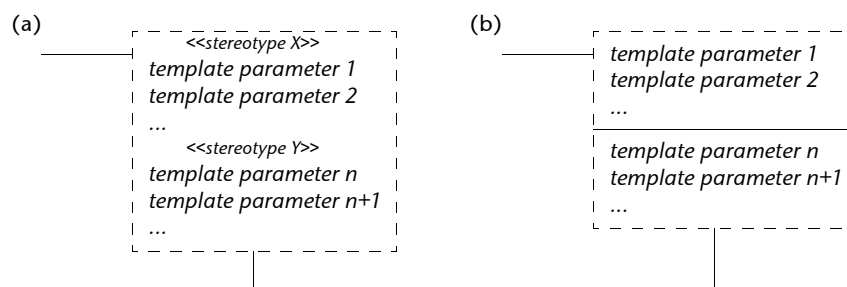 (a)
<<stereotype X>>
template parameter 1
template parameter 2
...
<<stereotype Y>>
template parameter n
template parameter n+1
...
(b)
template parameter 1
template parameter 2
...
template parameter n
template parameter n+1
...